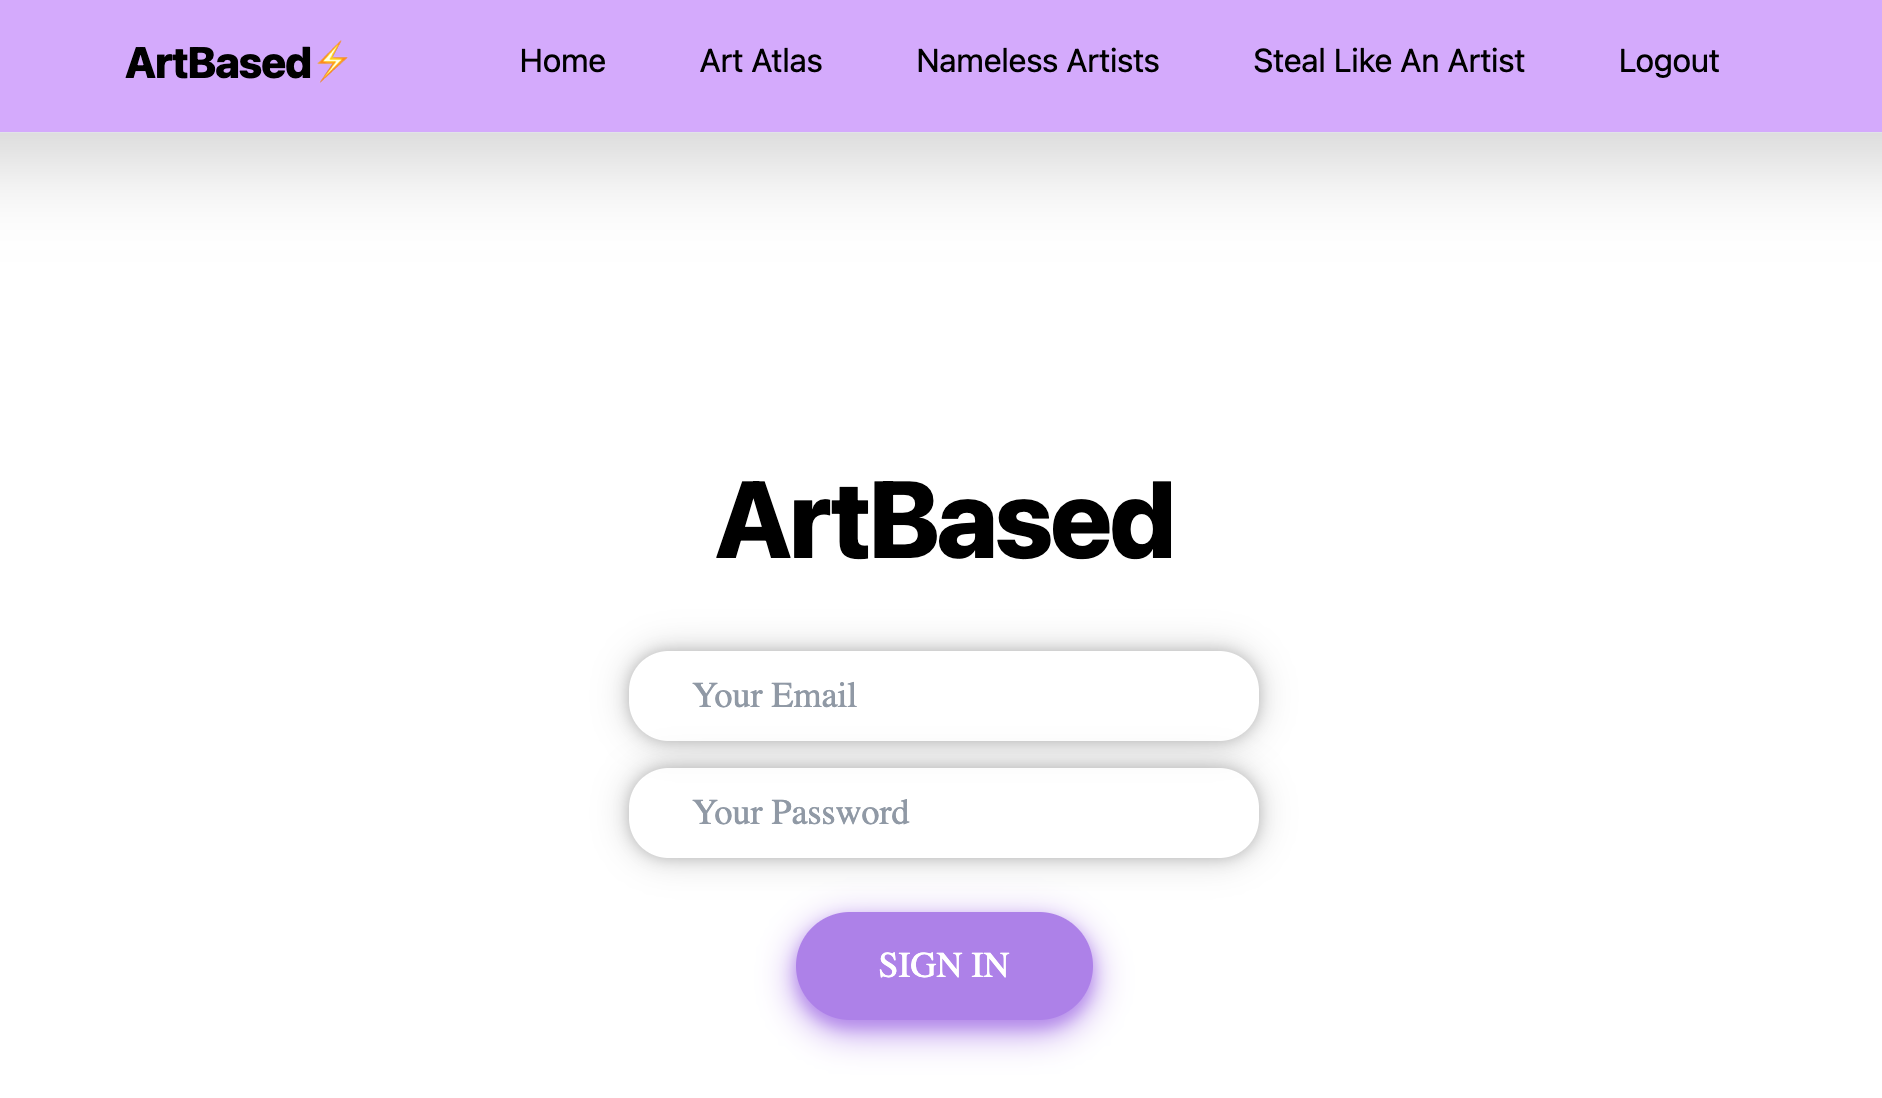 ArtBased⚡ Home Art Atlas Nameless Artists Steal Like An Artist Logout
ArtBased
Your Email
Your Password
SIGN IN